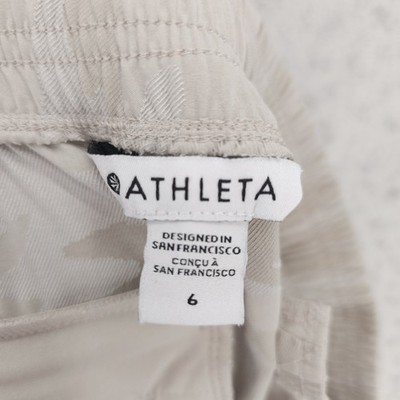 ATHLETA
DESIGNED IN
SAN FRANCISCO
CONÇU À
SAN FRANCISCO
6